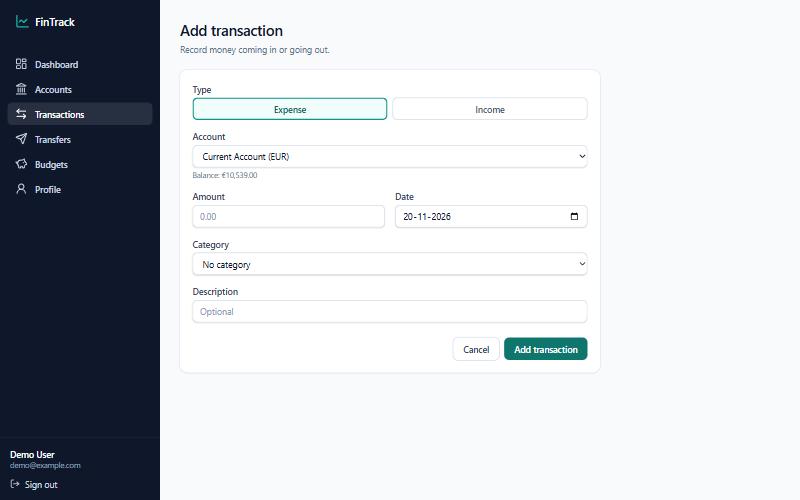 FinTrack
Dashboard
Accounts
Transactions
Transfers
Budgets
Profile
Demo User
demo@example.com
Sign out
Add transaction
Record money coming in or going out.
Type
Expense Income
Account
Current Account (EUR)
Balance: €10,539.00
Amount Date
0.00 20-11-2026
Category
No category
Description
Optional
Cancel Add transaction